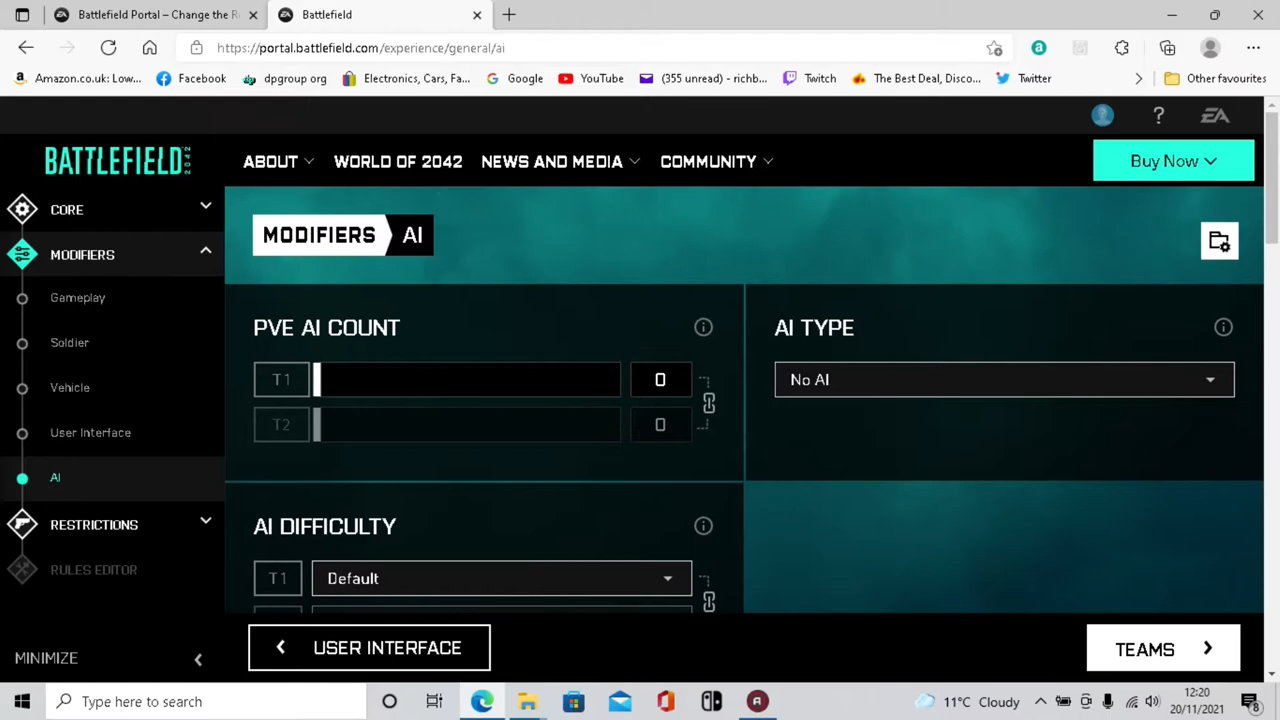 Battlefield Portal – Change the R
Battlefield
https://portal.battlefield.com/experience/general/ai
Amazon.co.uk: Low...
Facebook
dpgroup org
Electronics, Cars, Fa...
Google
YouTube
(355 unread) - richb...
Twitch
The Best Deal, Disco...
Twitter
Other favourites
? EA
BATTLEFIELD 2042
ABOUT WORLD OF 2042 NEWS AND MEDIA COMMUNITY
Buy Now
CORE
MODIFIERS
Gameplay
Soldier
Vehicle
User Interface
AI
RESTRICTIONS
RULES EDITOR
MINIMIZE
MODIFIERS AI
PVE AI COUNT
T1 0
T2 0
AI TYPE
No AI
AI DIFFICULTY
T1 Default
USER INTERFACE
TEAMS
Type here to search
11°C Cloudy
12:20
20/11/2021
8